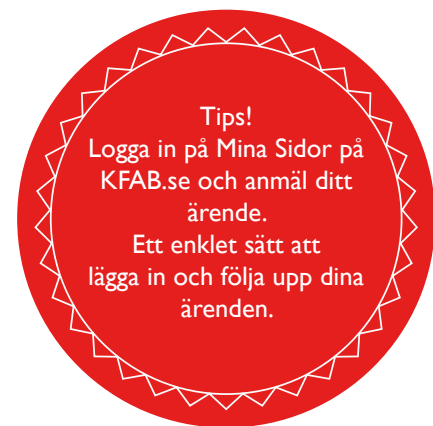 Tips!
Logga in på Mina Sidor på
KFAB.se och anmäl ditt
ärende.
Ett enklet sätt att
lägga in och följa upp dina
ärenden.